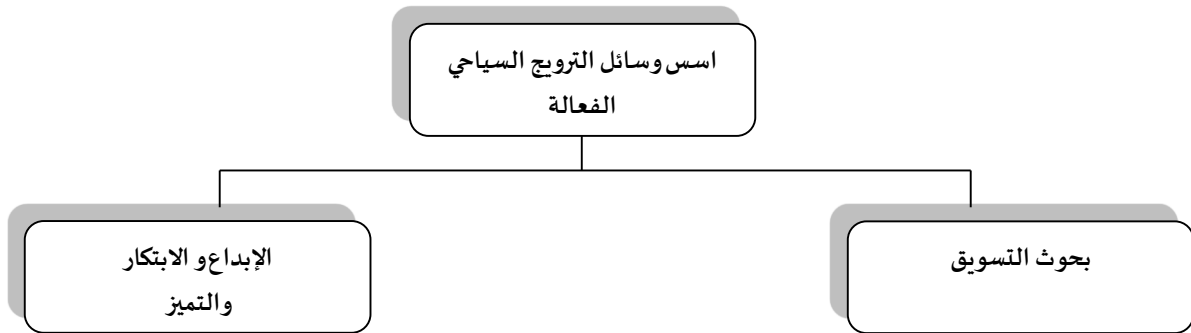 اسس وسائل الترويج السياحي
الفعالة
بحوث التسويق
الإبداع و الابتكار
والتميز